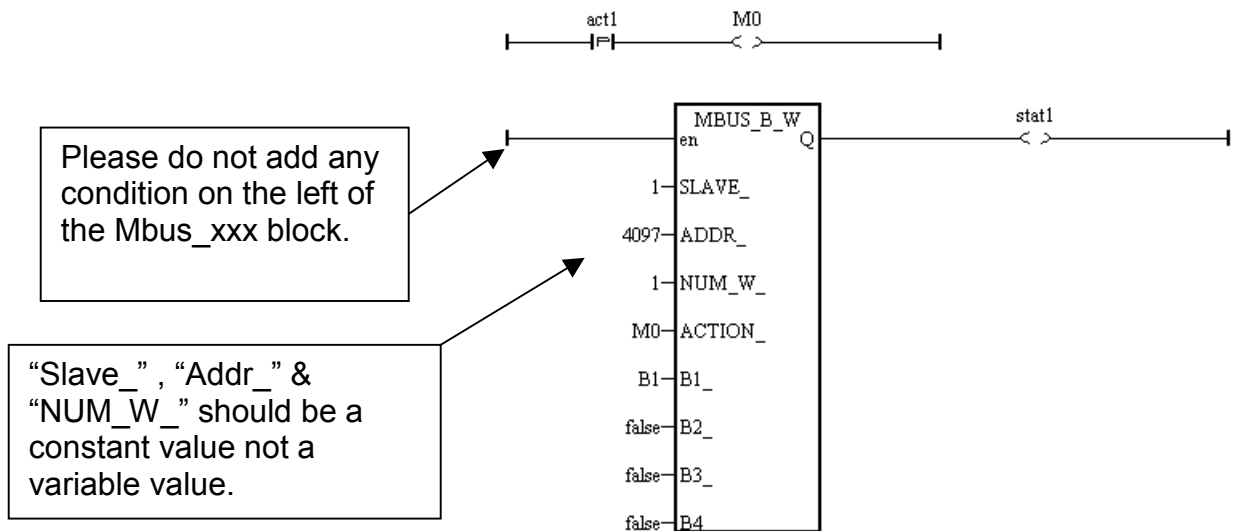 act1 M0
P
MBUS_B_W
en Q
stat1
Please do not add any
condition on the left of
the Mbus_xxx block.
1 SLAVE_
4097 ADDR_
1 NUM_W_
M0 ACTION_
B1 B1_
false B2_
false B3_
false B4
“Slave_” , “Addr_” &
“NUM_W_” should be a
constant value not a
variable value.